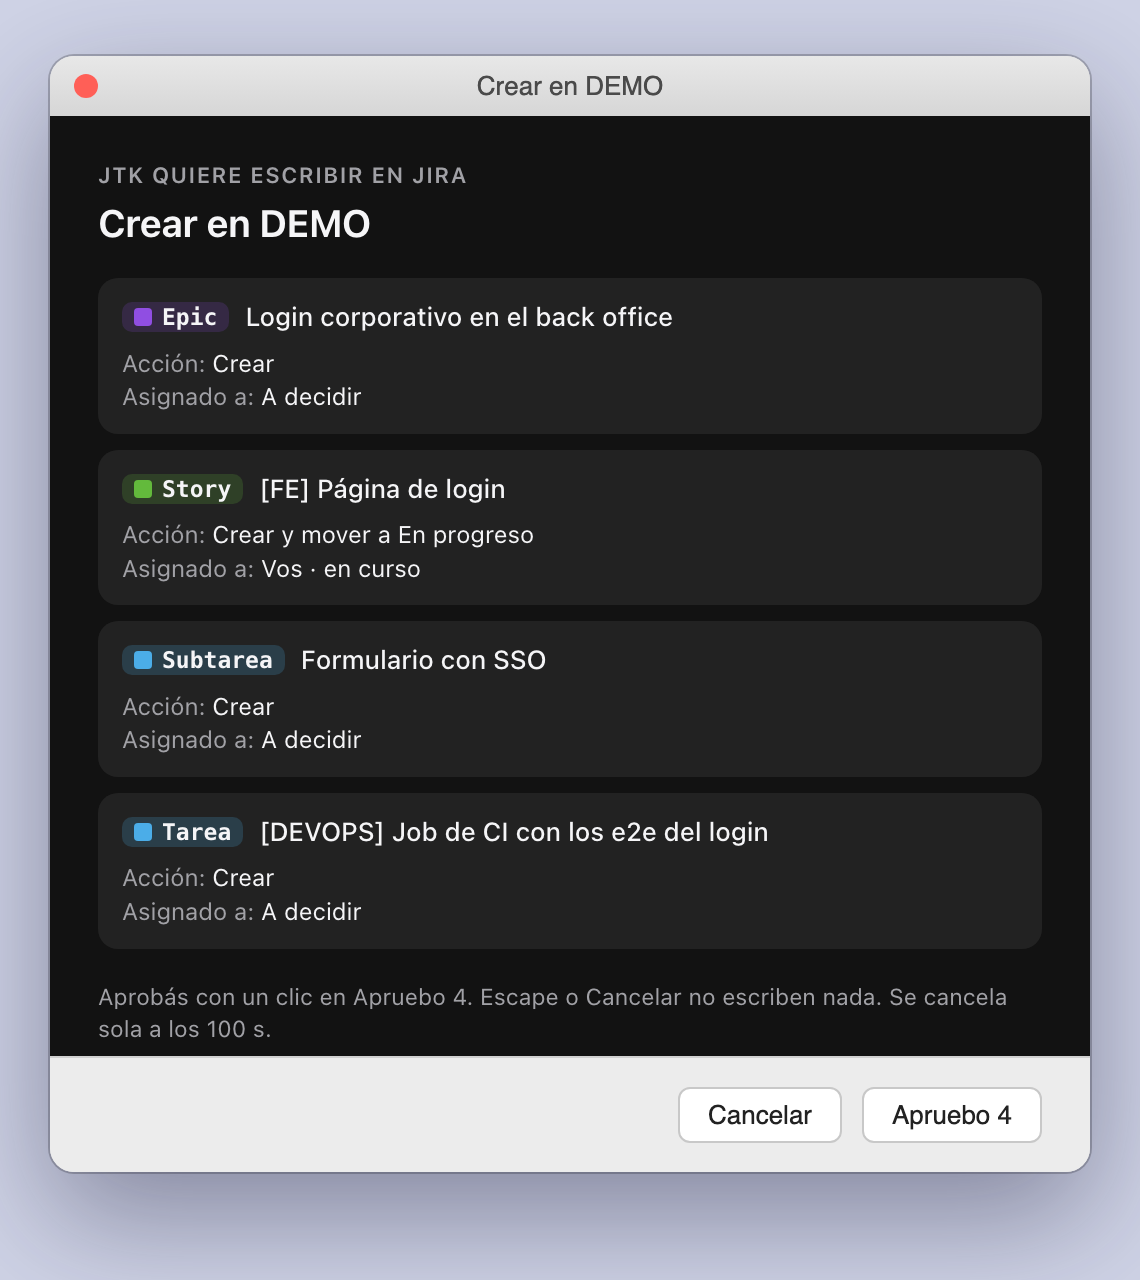 Crear en DEMO
JTK QUIERE ESCRIBIR EN JIRA
Crear en DEMO
Epic Login corporativo en el back office
Acción: Crear
Asignado a: A decidir
Story [FE] Página de login
Acción: Crear y mover a En progreso
Asignado a: Vos · en curso
Subtarea Formulario con SSO
Acción: Crear
Asignado a: A decidir
Tarea [DEVOPS] Job de CI con los e2e del login
Acción: Crear
Asignado a: A decidir
Aprobás con un clic en Apruebo 4. Escape o Cancelar no escriben nada. Se cancela
sola a los 100 s.
Cancelar Apruebo 4